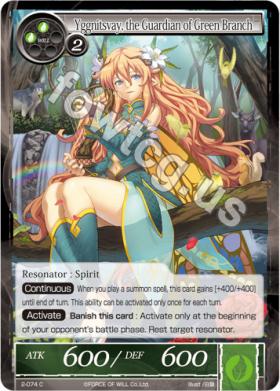 Yggnitsvay, the Guardian of Green Branch
WILL
2
fowtcg.us
Resonator : Spirit
Continuous When you play a summon spell, this card gains [+400/+400]
until end of turn. This ability can be activated only once for each turn.
Activate Banish this card : Activate only at the beginning
of your opponent's battle phase. Rest target resonator.
ATK 600/ DEF 600
2-074 C ©FORCE OF WILL Co.,Ltd. Illust